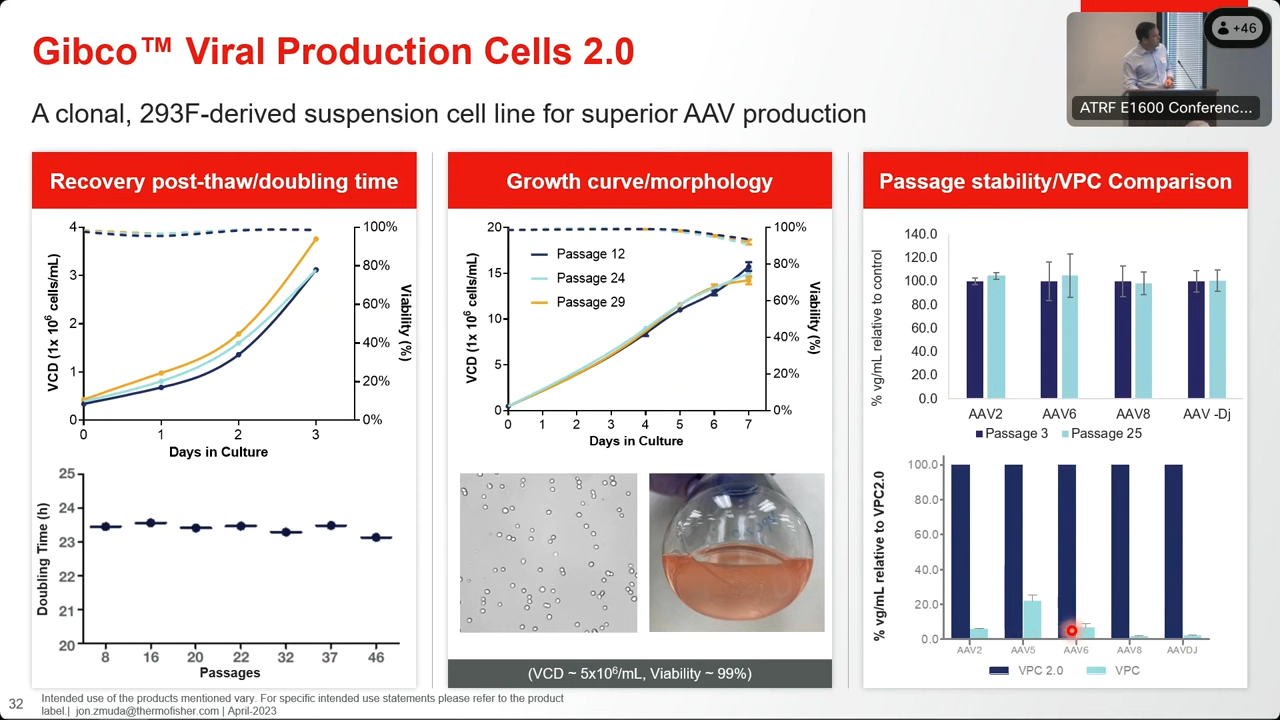 Gibco™ Viral Production Cells 2.0
+46
ATRF E1600 Conferenc...
A clonal, 293F-derived suspension cell line for superior AAV production
Recovery post-thaw/doubling time
4
3
2
1
0
100%
80%
60%
40%
20%
0%
VCD (1x 10⁶ cells/mL)
Viability (%)
0 1 2 3
Days in Culture
25
24
23
22
21
20
Doubling Time (h)
8 16 20 22 32 37 46
Passages
Growth curve/morphology
20
15
10
5
0
100%
80%
60%
40%
20%
0%
VCD (1x 10⁶ cells/mL)
Viability (%)
Passage 12
Passage 24
Passage 29
0 1 2 3 4 5 6 7
Days in Culture
(VCD ~ 5x10⁶/mL, Viability ~ 99%)
Passage stability/VPC Comparison
140.0
120.0
100.0
80.0
60.0
40.0
20.0
0.0
% vg/mL relative to control
AAV2 AAV6 AAV8 AAV -Dj
Passage 3 Passage 25
100.0
80.0
60.0
40.0
20.0
0.0
% vg/mL relative to VPC2.0
AAV2 AAV5 AAV6 AAV8 AAVDJ
VPC 2.0 VPC
32
Intended use of the products mentioned vary. For specific intended use statements please refer to the product
label.| jon.zmuda@thermofisher.com | April-2023